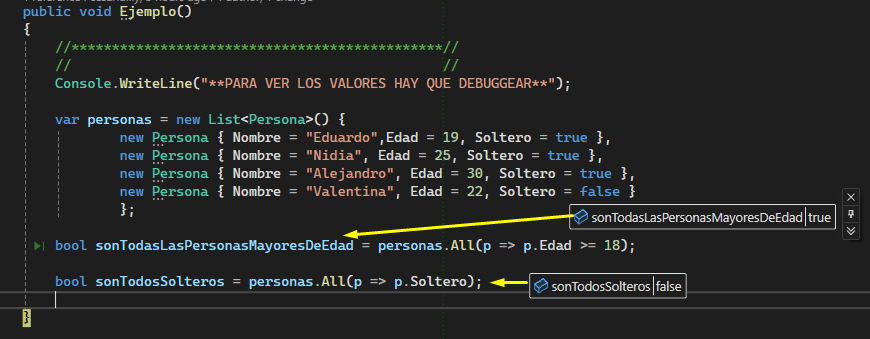 public void Ejemplo()
{
//*********************************************//
// //
Console.WriteLine("**PARA VER LOS VALORES HAY QUE DEBUGGEAR**");
var personas = new List<Persona>() {
new Persona { Nombre = "Eduardo",Edad = 19, Soltero = true },
new Persona { Nombre = "Nidia", Edad = 25, Soltero = true },
new Persona { Nombre = "Alejandro", Edad = 30, Soltero = true },
new Persona { Nombre = "Valentina", Edad = 22, Soltero = false }
};
sonTodasLasPersonasMayoresDeEdad true
bool sonTodasLasPersonasMayoresDeEdad = personas.All(p => p.Edad >= 18);
bool sonTodosSolteros = personas.All(p => p.Soltero);
sonTodosSolteros false
}